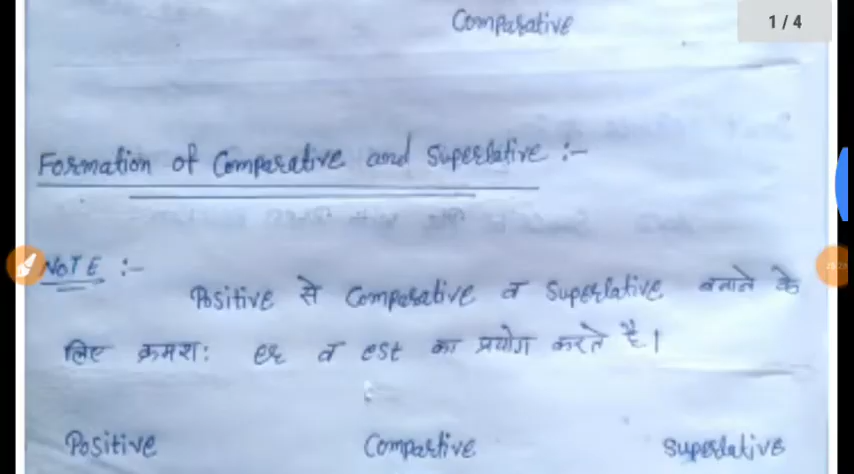 Comparative
1 / 4
Formation of Comparative and Superlative :-
NOTE :-
Positive से Comparative व Superlative बनाने के
लिए क्रमश: er व est का प्रयोग करते है।
Positive Compartive Superlative